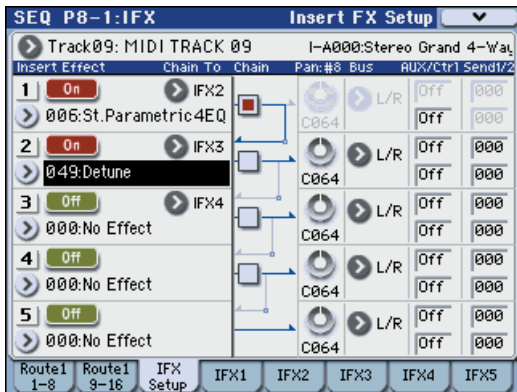 SEQ P8-1:IFX Insert FX Setup
Track09: MIDI TRACK 09 I-A000:Stereo Grand 4-Way
Insert Effect Chain To Chain Pan:#8 Bus AUX/Ctrl Send1/2
1 On IFX2 L/R Off 000
006:St.Parametric4EQ C064 Off 000
2 On IFX3 L/R Off 000
049:Detune C064 Off 000
3 Off IFX4 L/R Off 000
000:No Effect C064 Off 000
4 Off L/R Off 000
000:No Effect C064 Off 000
5 Off L/R Off 000
000:No Effect C064 Off 000
Route1 1-8 Route1 9-16 IFX Setup IFX1 IFX2 IFX3 IFX4 IFX5